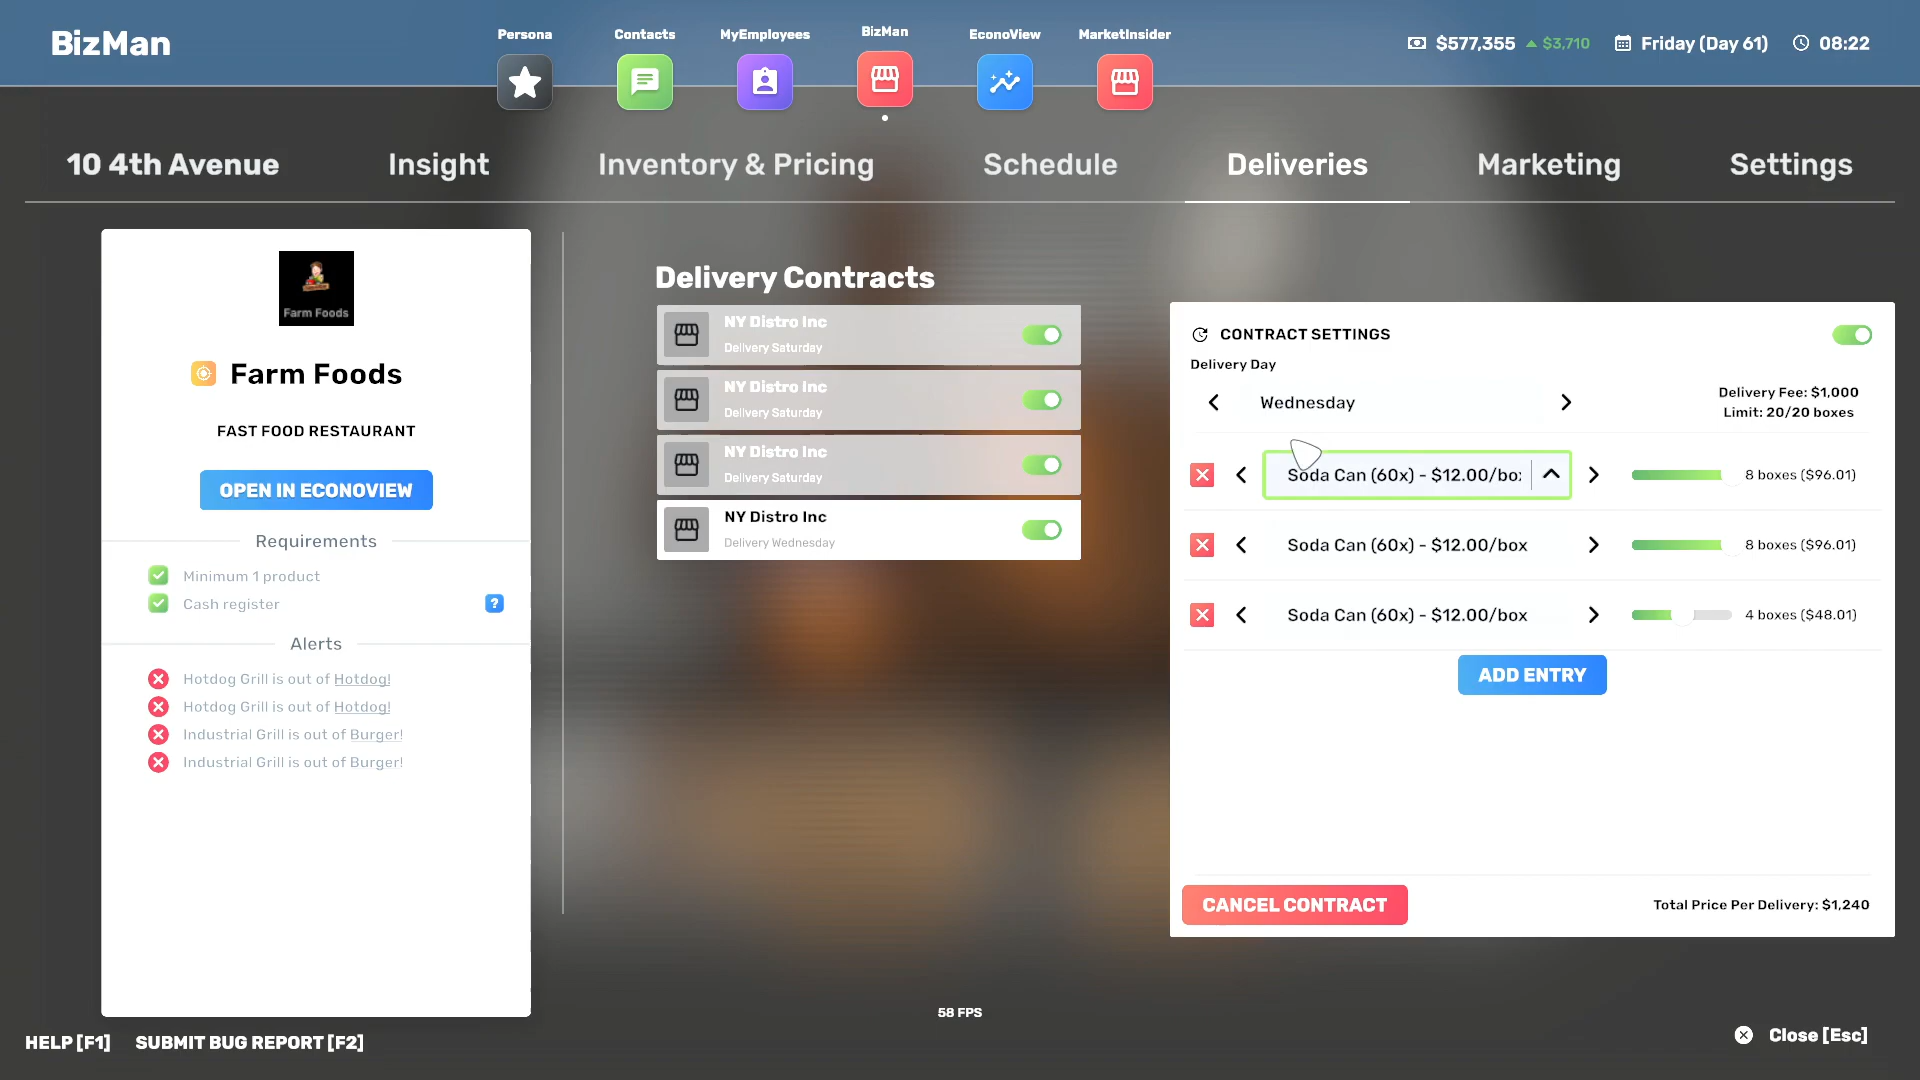 BizMan
Persona
Contacts
MyEmployees
BizMan
EconoView
MarketInsider
$577,355 $3,710 Friday (Day 61) 08:22
10 4th Avenue Insight Inventory & Pricing Schedule Deliveries Marketing Settings
Farm Foods
Farm Foods
FAST FOOD RESTAURANT
OPEN IN ECONOVIEW
Requirements
Minimum 1 product
Cash register ?
Alerts
Hotdog Grill is out of Hotdog!
Hotdog Grill is out of Hotdog!
Industrial Grill is out of Burger!
Industrial Grill is out of Burger!
Delivery Contracts
NY Distro Inc
Delivery Saturday
NY Distro Inc
Delivery Saturday
NY Distro Inc
Delivery Saturday
NY Distro Inc
Delivery Wednesday
CONTRACT SETTINGS
Delivery Day
Wednesday
Delivery Fee: $1,000
Limit: 20/20 boxes
Soda Can (60x) - $12.00/bo: 8 boxes ($96.01)
Soda Can (60x) - $12.00/box 8 boxes ($96.01)
Soda Can (60x) - $12.00/box 4 boxes ($48.01)
ADD ENTRY
CANCEL CONTRACT Total Price Per Delivery: $1,240
58 FPS
HELP [F1] SUBMIT BUG REPORT [F2]
Close [Esc]